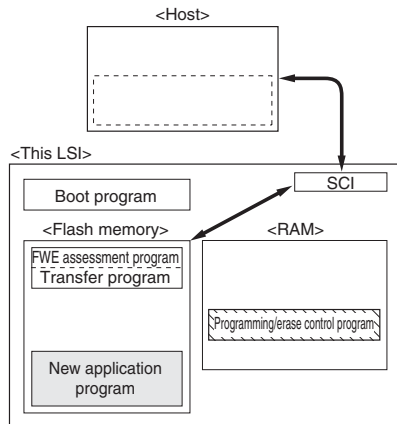 <Host>
<This LSI>
SCI
Boot program
<Flash memory>
<RAM>
FWE assessment program
Transfer program
Programming/erase control program
New application
program